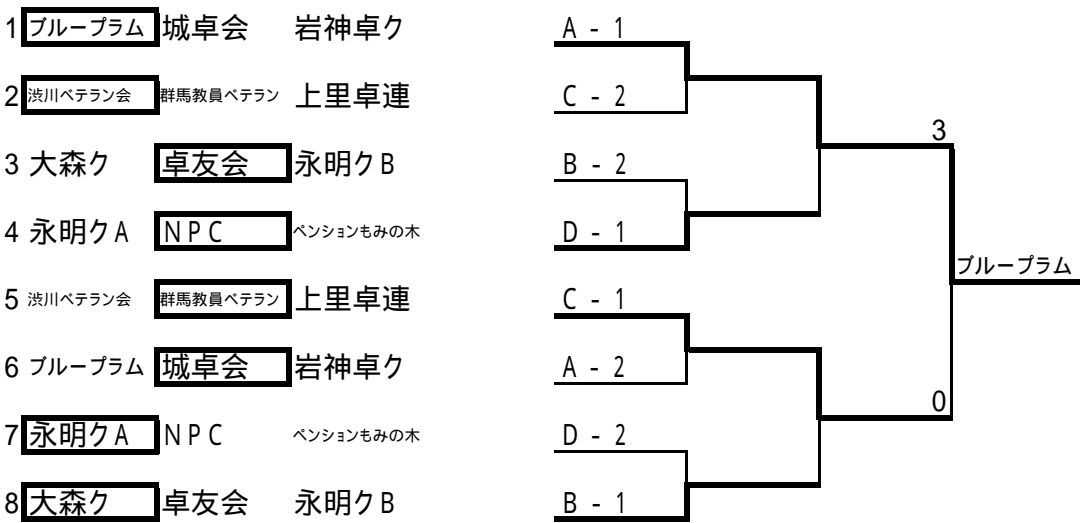 1 ブループラム 城卓会 岩神卓ク A - 1
2 渋川ベテラン会 群馬教員ベテラン 上里卓連 C - 2
3
3 大森ク 卓友会 永明クB B - 2
4 永明クA NPC ペンションもみの木 D - 1
ブループラム
5 渋川ベテラン会 群馬教員ベテラン 上里卓連 C - 1
6 ブループラム 城卓会 岩神卓ク A - 2
0
7 永明クA NPC ペンションもみの木 D - 2
8 大森ク 卓友会 永明クB B - 1